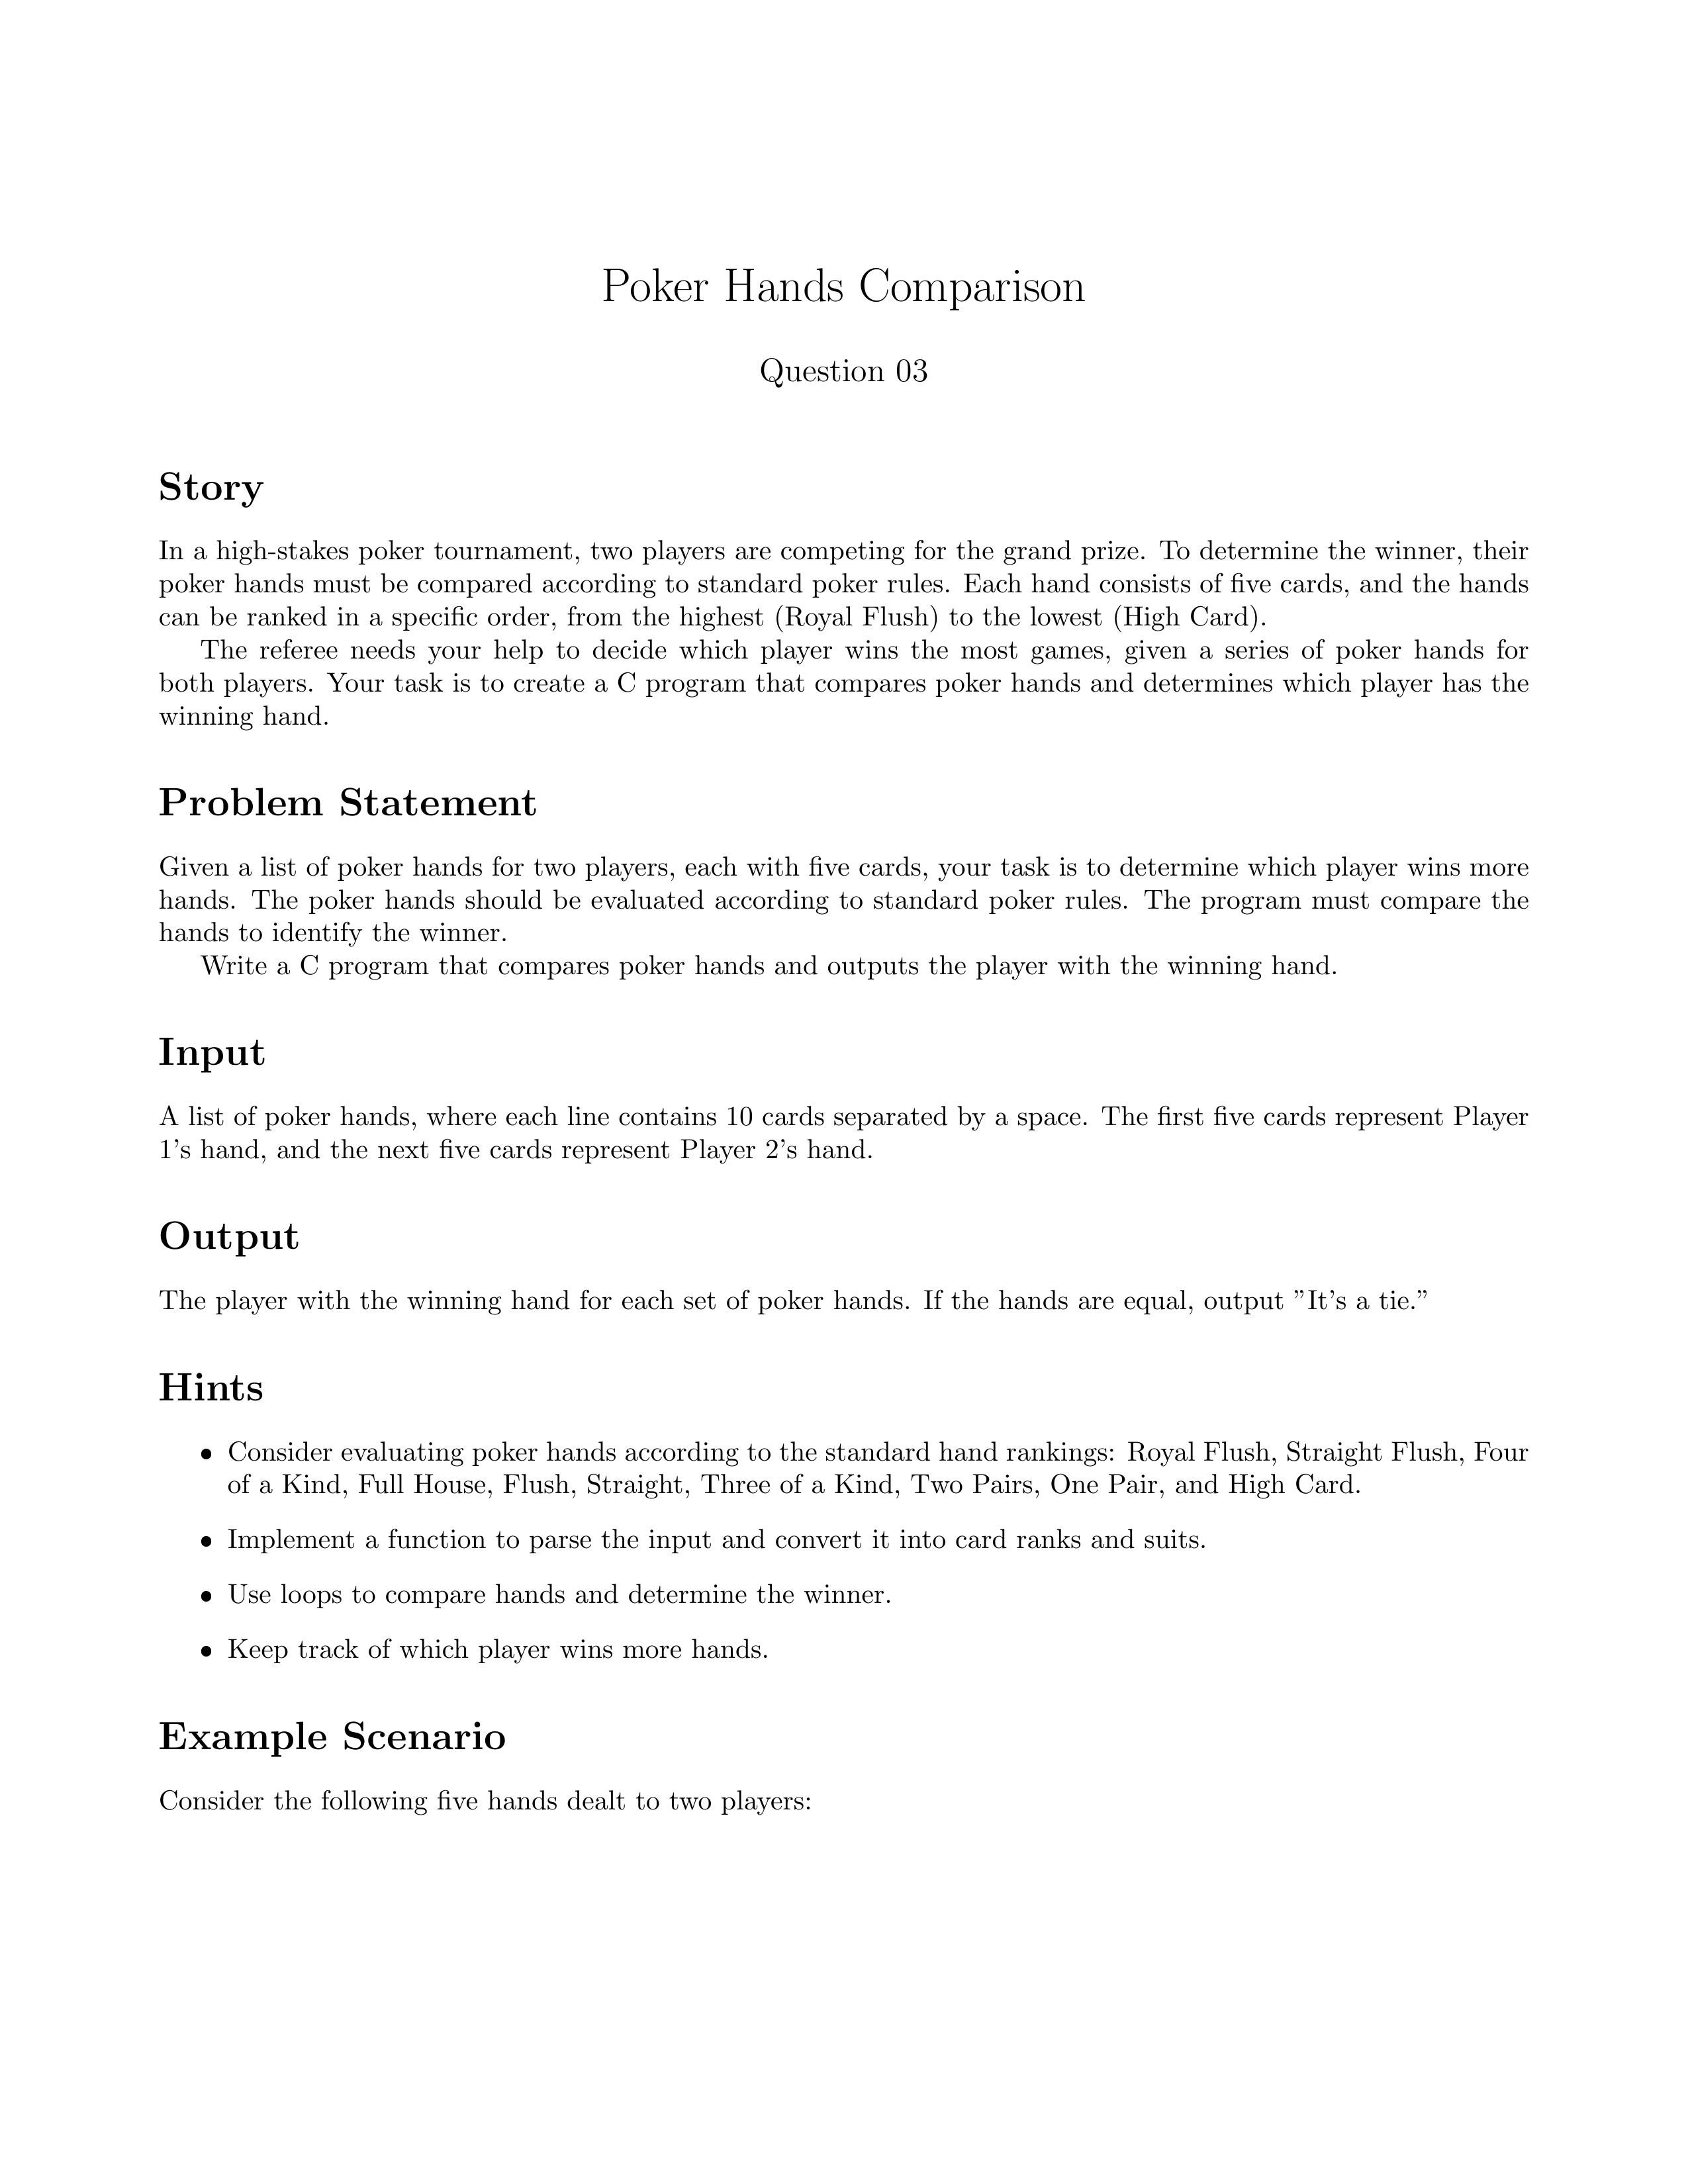 Poker Hands Comparison
Question 03
Story
In a high-stakes poker tournament, two players are competing for the grand prize. To determine the winner, their
poker hands must be compared according to standard poker rules. Each hand consists of five cards, and the hands
can be ranked in a specific order, from the highest (Royal Flush) to the lowest (High Card).
The referee needs your help to decide which player wins the most games, given a series of poker hands for
both players. Your task is to create a C program that compares poker hands and determines which player has the
winning hand.
Problem Statement
Given a list of poker hands for two players, each with five cards, your task is to determine which player wins more
hands. The poker hands should be evaluated according to standard poker rules. The program must compare the
hands to identify the winner.
Write a C program that compares poker hands and outputs the player with the winning hand.
Input
A list of poker hands, where each line contains 10 cards separated by a space. The first five cards represent Player
1's hand, and the next five cards represent Player 2's hand.
Output
The player with the winning hand for each set of poker hands. If the hands are equal, output ”It's a tie.”
Hints
• Consider evaluating poker hands according to the standard hand rankings: Royal Flush, Straight Flush, Four
of a Kind, Full House, Flush, Straight, Three of a Kind, Two Pairs, One Pair, and High Card.
• Implement a function to parse the input and convert it into card ranks and suits.
• Use loops to compare hands and determine the winner.
• Keep track of which player wins more hands.
Example Scenario
Consider the following five hands dealt to two players: